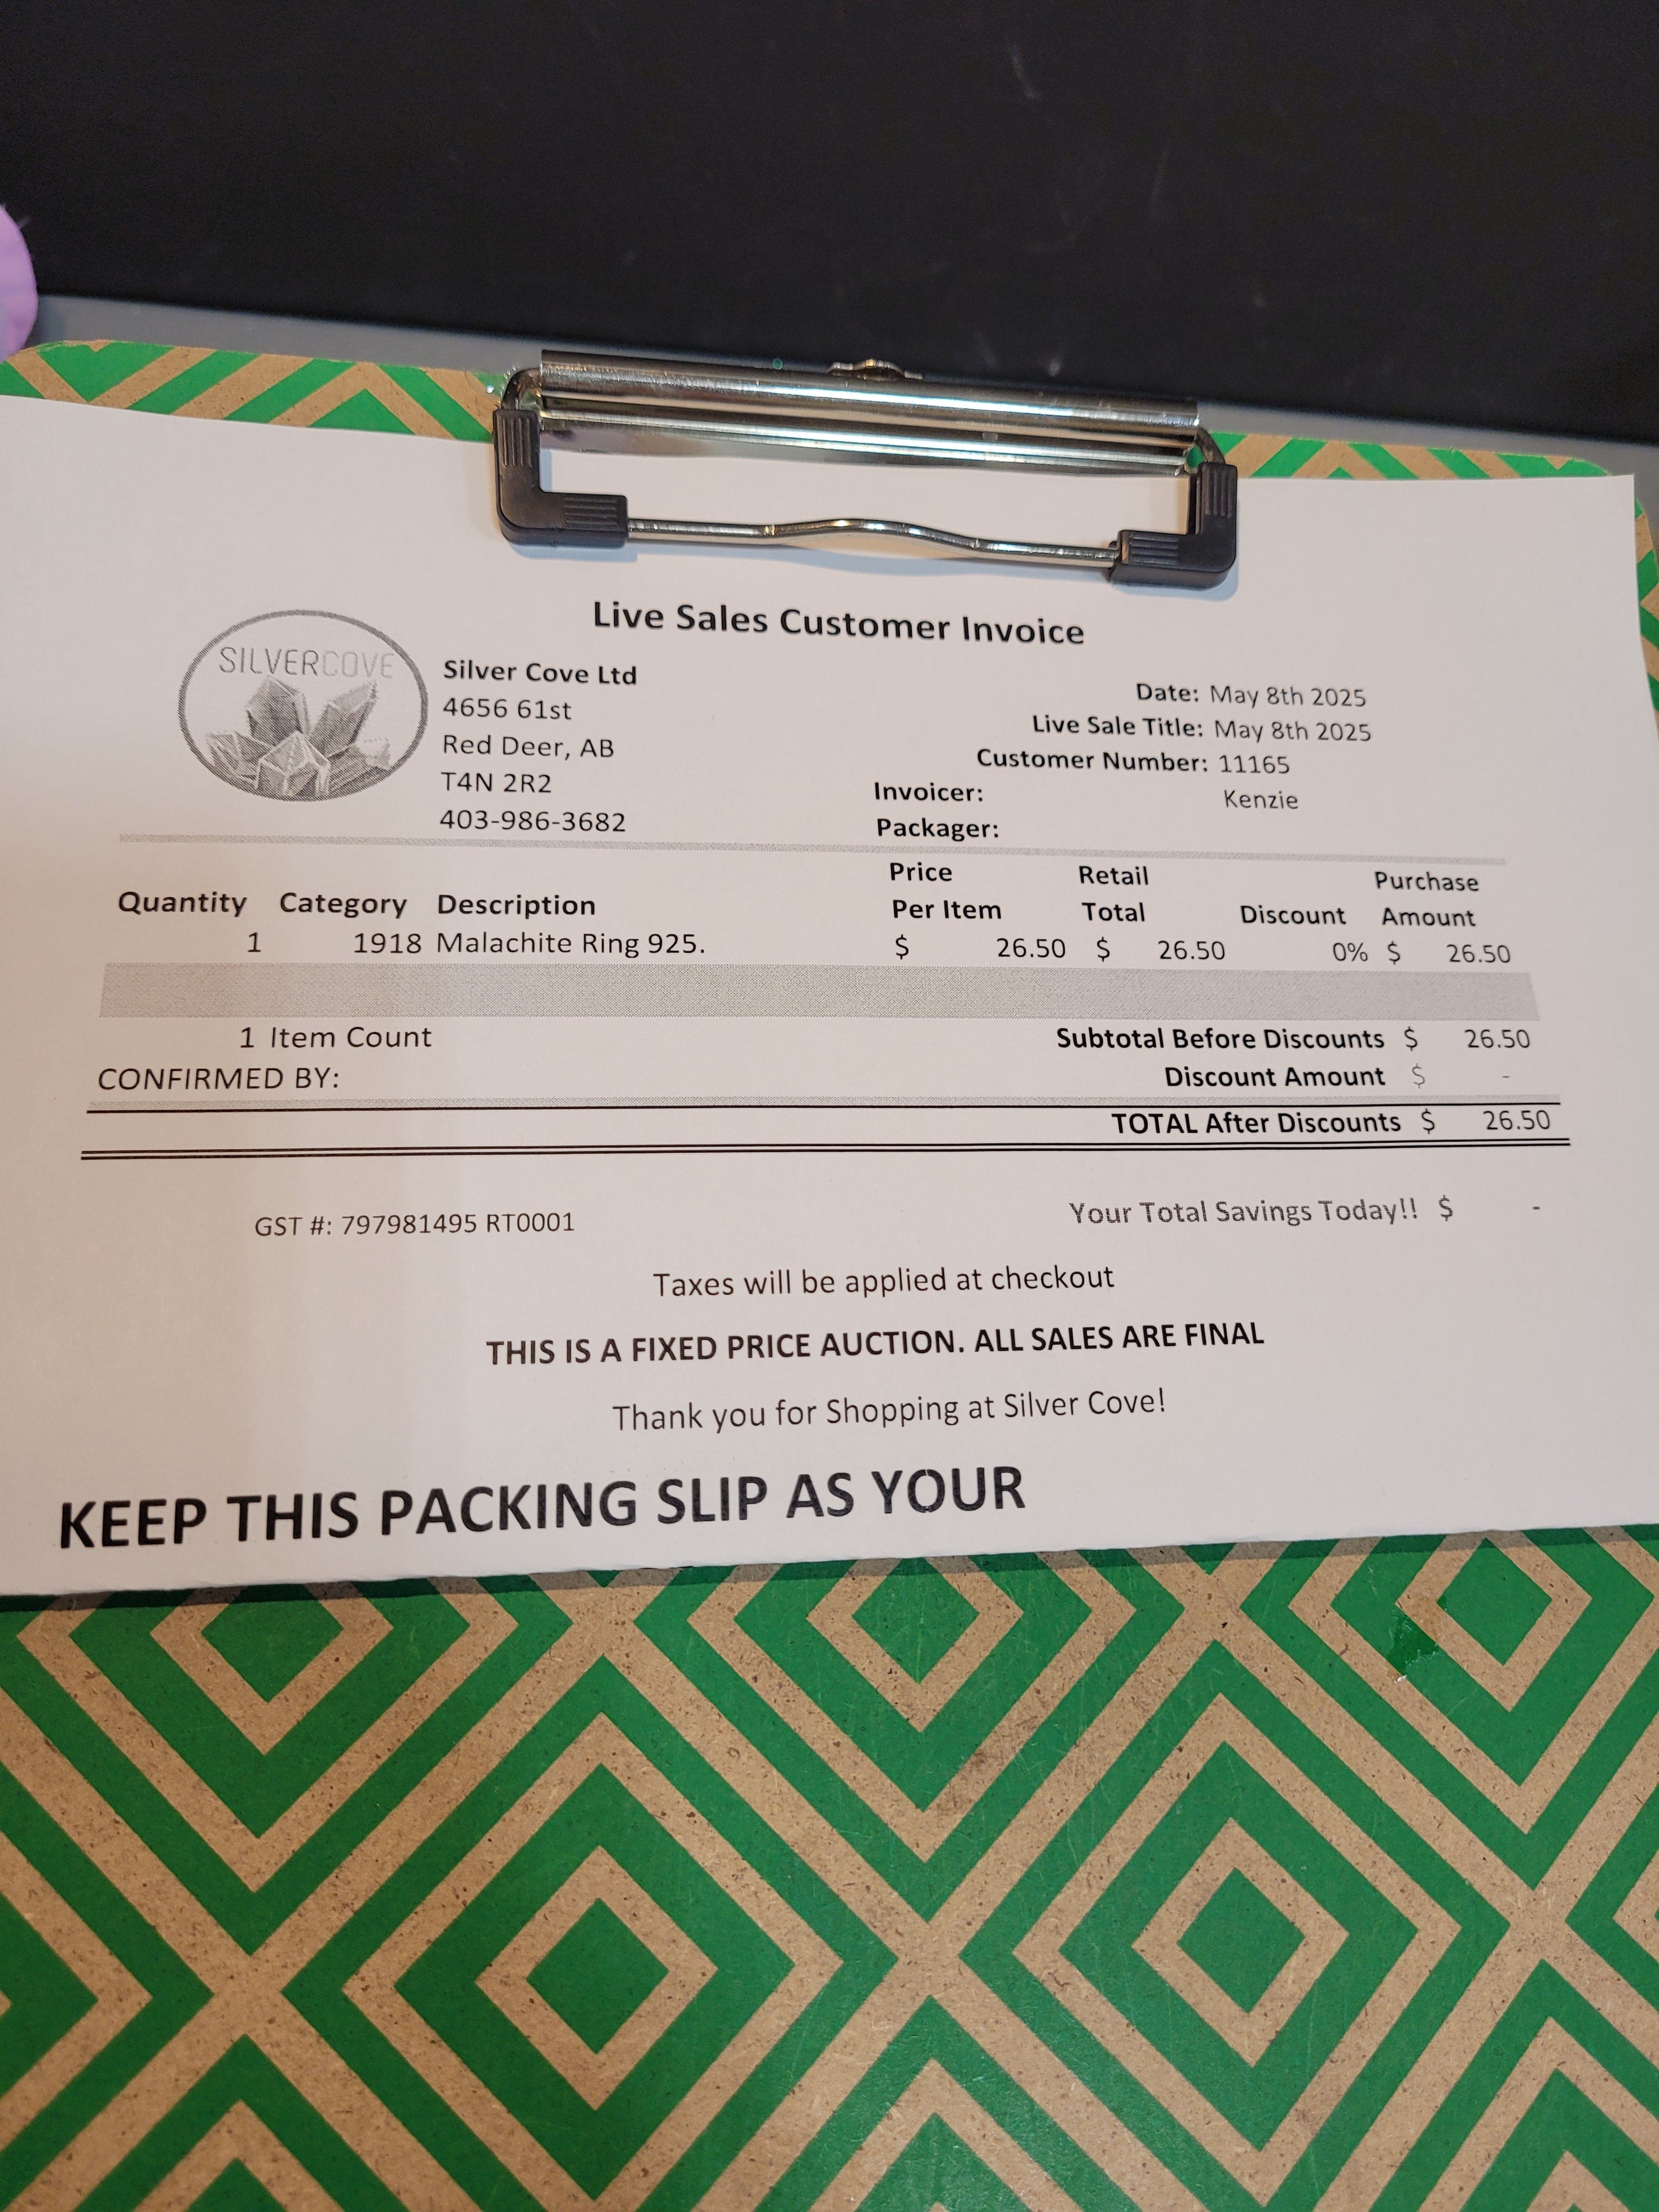 Live Sales Customer Invoice
SILVERCOVE
Silver Cove Ltd
4656 61st
Red Deer, AB
T4N 2R2
403-986-3682
Date: May 8th 2025
Live Sale Title: May 8th 2025
Customer Number: 11165
Invoicer: Kenzie
Packager:
Quantity Category Description Price Per Item Retail Total Discount Purchase Amount
1 1918 Malachite Ring 925. $ 26.50 $ 26.50 0% $ 26.50
1 Item Count
Subtotal Before Discounts $ 26.50
CONFIRMED BY:
Discount Amount $ -
TOTAL After Discounts $ 26.50
GST #: 797981495 RT0001
Your Total Savings Today!! $ -
Taxes will be applied at checkout
THIS IS A FIXED PRICE AUCTION. ALL SALES ARE FINAL
Thank you for Shopping at Silver Cove!
KEEP THIS PACKING SLIP AS YOUR